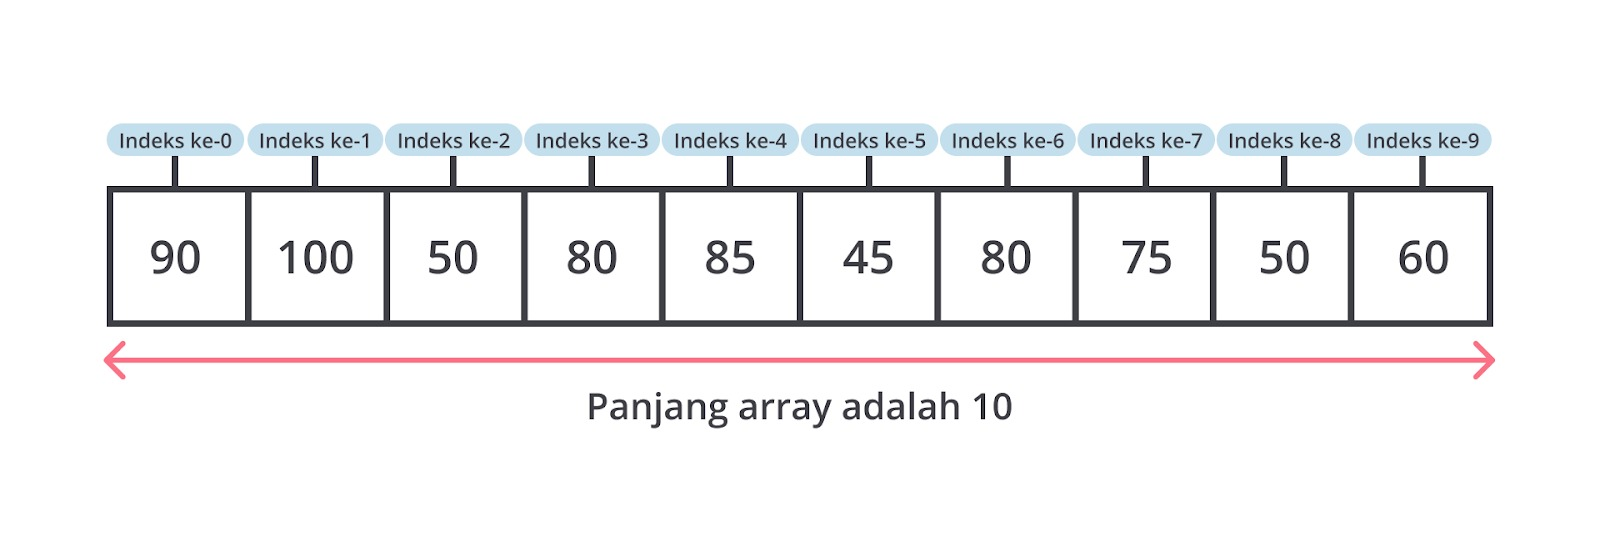 Indeks ke-0 Indeks ke-1 Indeks ke-2 Indeks ke-3 Indeks ke-4 Indeks ke-5 Indeks ke-6 Indeks ke-7 Indeks ke-8 Indeks ke-9
90 100 50 80 85 45 80 75 50 60
Panjang array adalah 10